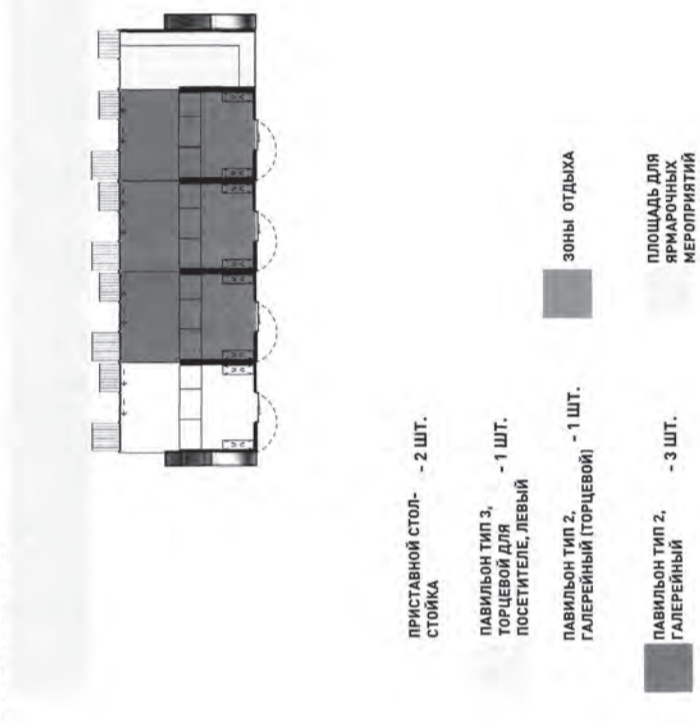 ПРИСТАВНОЙ СТОЛ-
СТОЙКА
- 2 ШТ.
ПАВИЛЬОН ТИП 3,
ТОРЦЕВОЙ ДЛЯ
ПОСЕТИТЕЛЕ, ЛЕВЫЙ
- 1 ШТ.
ПАВИЛЬОН ТИП 2,
ГАЛЕРЕЙНЫЙ (ТОРЦЕВОЙ)
- 1 ШТ.
ПАВИЛЬОН ТИП 2,
ГАЛЕРЕЙНЫЙ
- 3 ШТ.
ЗОНЫ ОТДЫХА
ПЛОЩАДЬ ДЛЯ
ЯРМАРОЧНЫХ
МЕРОПРИЯТИЙ